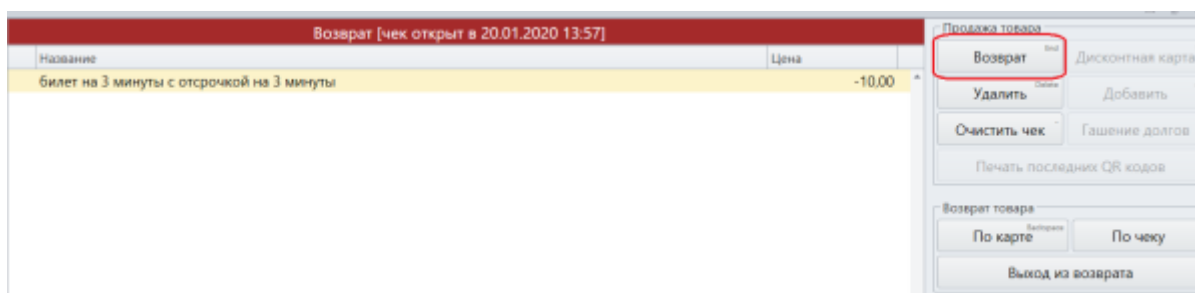 Возврат [чек открыт в 20.01.2020 13:57]
Название Цена
билет на 3 минуты с отсрочкой на 3 минуты -10,00
Продажа товара
Возврат End Дисконтная карта
Удалить Delete Добавить
Очистить чек Гашение долгов
Печать последних QR кодов
Возврат товара
По карте Backspace По чеку
Выход из возврата